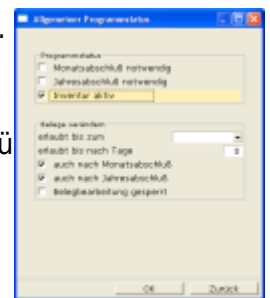 Allgemeiner Programmstatus
Programmstatus
Monatsabschluß notwendig
Jahresabschluß notwendig
Inventar aktiv
Belege verändern
erlaubt bis zum
erlaubt bis nach Tage
auch nach Monatsabschluß
auch nach Jahresabschluß
Belegbearbeitung gesperrt
OK
Zurück
ü